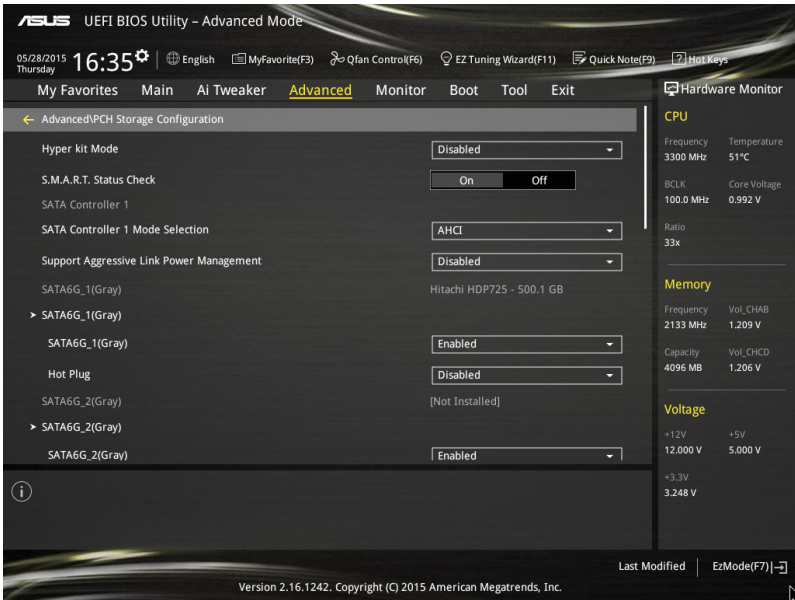 ASUS UEFI BIOS Utility – Advanced Mode
05/28/2015
Thursday
16:35
English
MyFavorite(F3)
Qfan Control(F6)
EZ Tuning Wizard(F11)
Quick Note(F9)
? Hot Keys
My Favorites Main Ai Tweaker Advanced Monitor Boot Tool Exit
Advanced\PCH Storage Configuration
Hyper kit Mode Disabled
S.M.A.R.T. Status Check On Off
SATA Controller 1
SATA Controller 1 Mode Selection AHCI
Support Aggressive Link Power Management Disabled
SATA6G_1(Gray) Hitachi HDP725 - 500.1 GB
SATA6G_1(Gray)
SATA6G_1(Gray) Enabled
Hot Plug Disabled
SATA6G_2(Gray) [Not Installed]
SATA6G_2(Gray)
SATA6G_2(Gray) Enabled
Hardware Monitor
CPU
Frequency Temperature
3300 MHz 51°C
BCLK Core Voltage
100.0 MHz 0.992 V
Ratio
33x
Memory
Frequency Vol_CHAB
2133 MHz 1.209 V
Capacity Vol_CHCD
4096 MB 1.206 V
Voltage
+12V +5V
12.000 V 5.000 V
+3.3V
3.248 V
i
Last Modified EzMode(F7)
Version 2.16.1242. Copyright (C) 2015 American Megatrends, Inc.